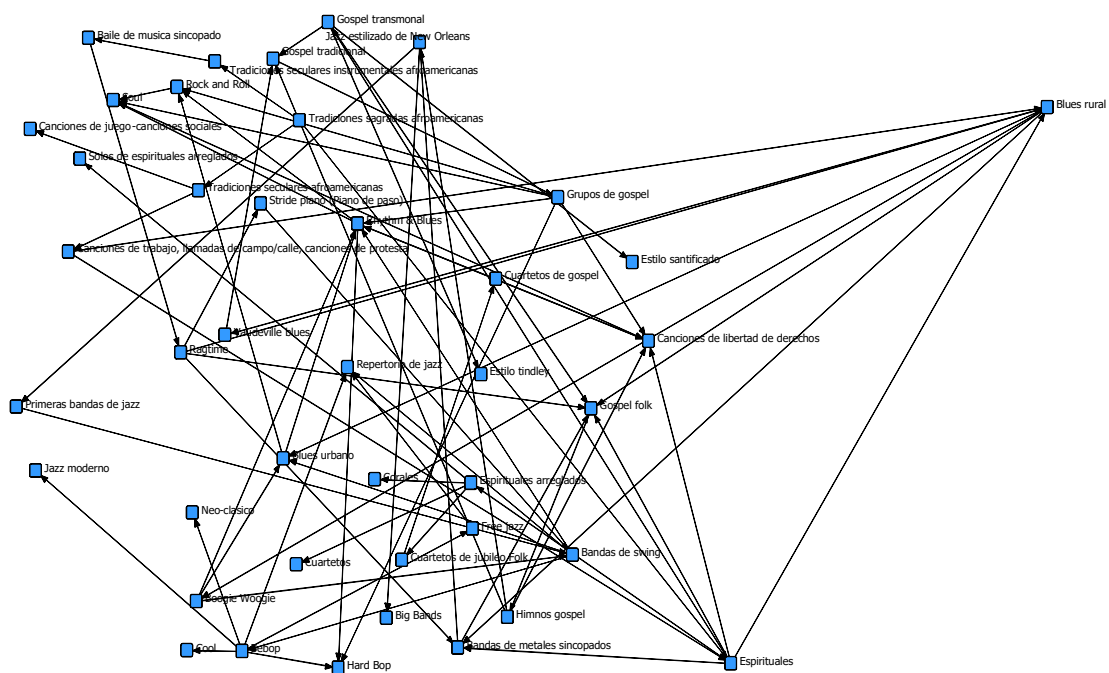 Gospel transmonal
Baile de musica sincopado
Jazz estilizado de New Orleans
Gospel tradicional
Tradiciones seculares instrumentales afroamericanas
Rock and Roll
Soul
Blues rural
Tradiciones sagradas afroamericanas
Canciones de juego-canciones sociales
Solos de espirituales arreglados
Tradiciones seculares afroamericanas
Grupos de gospel
Stride piano (Piano de paso)
Rhythm & Blues
Canciones de trabajo, llamadas de campo/calle, canciones de protesta
Estilo santificado
Cuartetos de gospel
Vaudeville blues
Canciones de libertad de derechos
Ragtime
Repertorio de jazz
Estilo tindley
Primeras bandas de jazz
Gospel folk
Blues urbano
Jazz moderno
Corales
Espirituales arreglados
Neo-clasico
Free jazz
Bandas de swing
Cuartetos
Cuartetos de jubileo Folk
Boogie Woogie
Big Bands
Himnos gospel
Cool
Bebop
Bandas de metales sincopados
Hard Bop
Espirituales